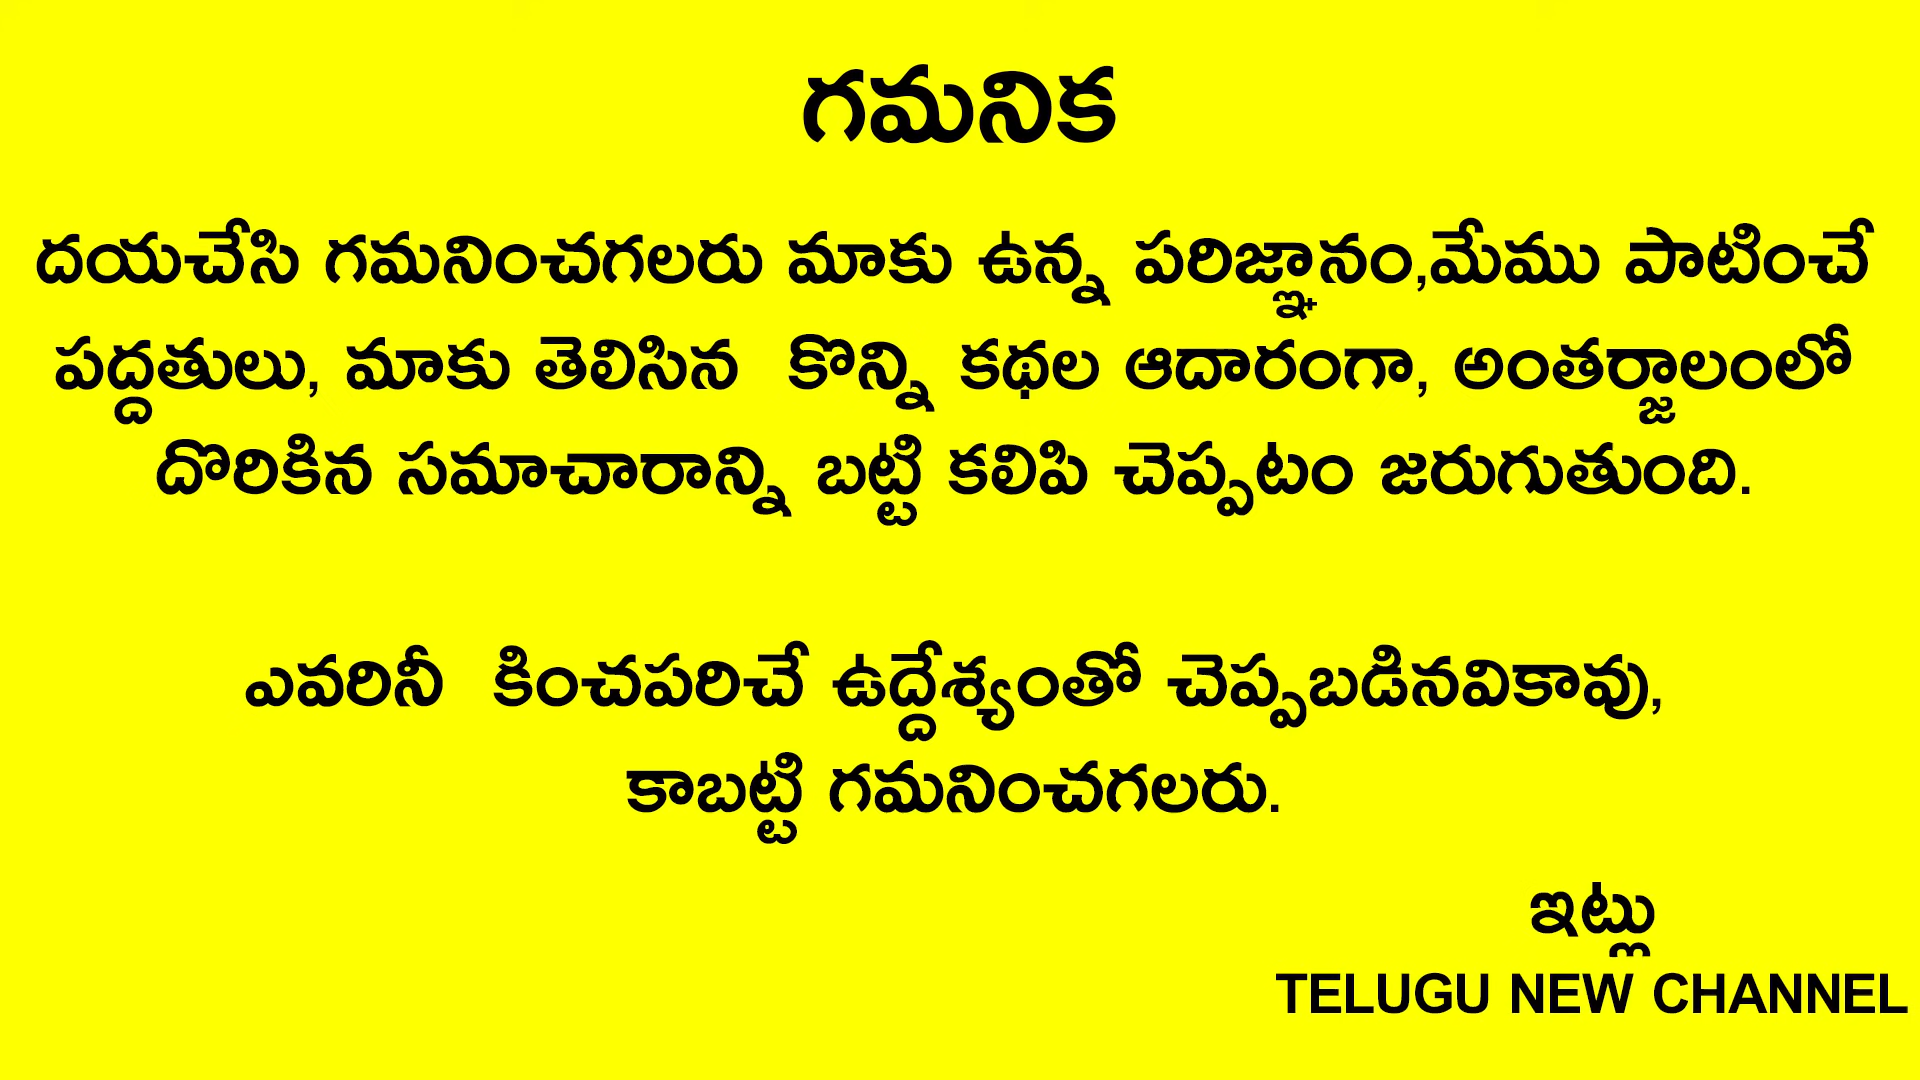 గమనిక
దయచేసి గమనించగలరు మాకు ఉన్న పరిజ్ఞానం,మేము పాటించే
పద్దతులు, మాకు తెలిసిన కొన్ని కథల ఆదారంగా, అంతర్జాలంలో
దొరికిన సమాచారాన్ని బట్టి కలిపి చెప్పటం జరుగుతుంది.
ఎవరినీ కించపరిచే ఉద్దేశ్యంతో చెప్పబడినవికావు,
కాబట్టి గమనించగలరు.
ఇట్లు
TELUGU NEW CHANNEL